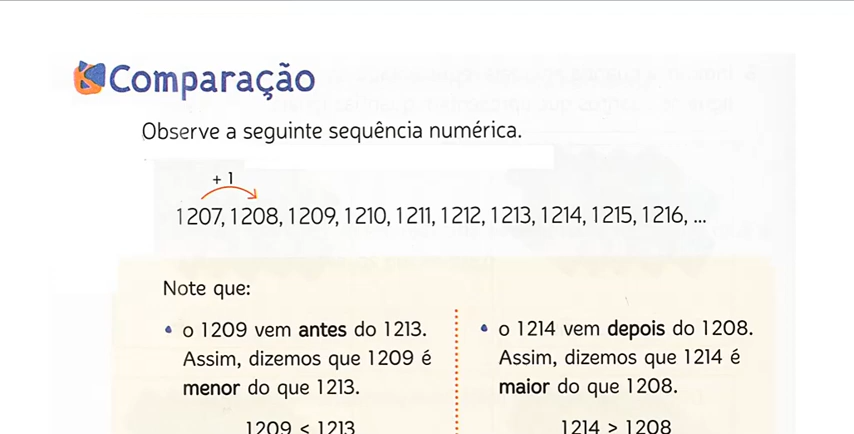 Comparação
Observe a seguinte sequência numérica.
+ 1
1207, 1208, 1209, 1210, 1211, 1212, 1213, 1214, 1215, 1216, ...
Note que:
• o 1209 vem antes do 1213.
Assim, dizemos que 1209 é
menor do que 1213.
1209 < 1213
• o 1214 vem depois do 1208.
Assim, dizemos que 1214 é
maior do que 1208.
1214 > 1208